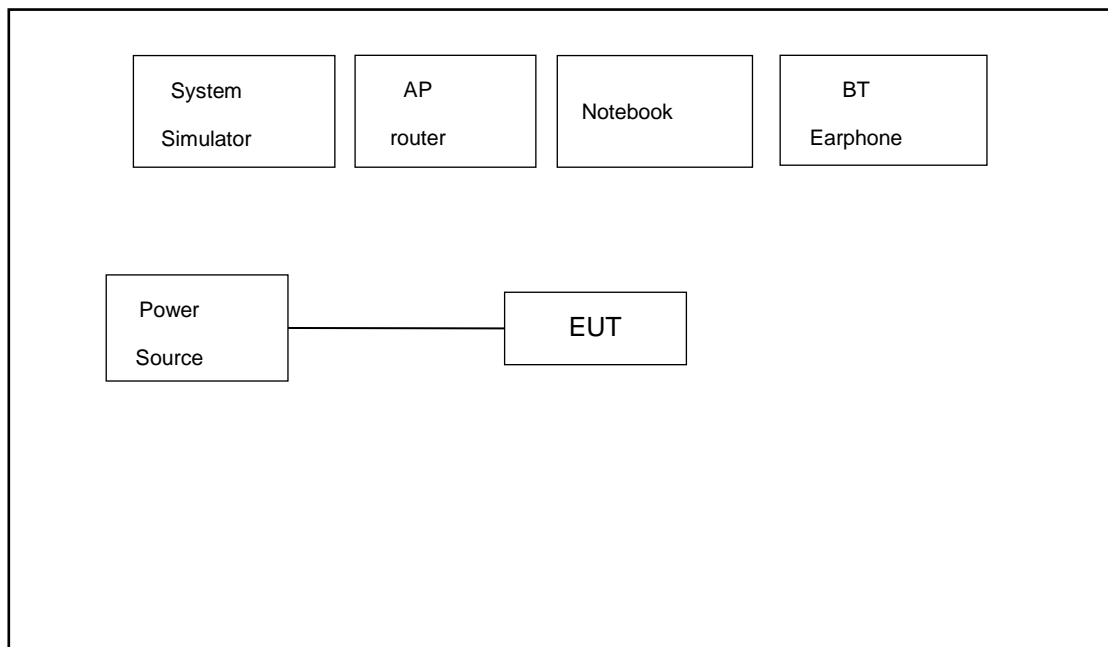 System
Simulator
AP
router
Notebook
BT
Earphone
Power
Source
EUT